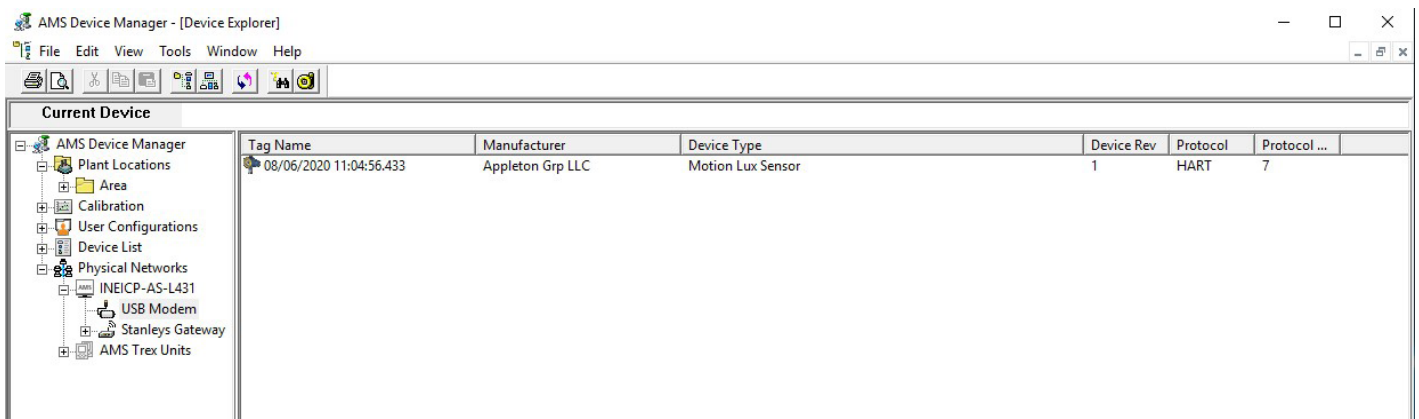 AMS Device Manager - [Device Explorer]
File Edit View Tools Window Help
Current Device
AMS Device Manager
Plant Locations
Area
Calibration
User Configurations
Device List
Physical Networks
INEICP-AS-L431
USB Modem
Stanleys Gateway
AMS Trex Units
Tag Name Manufacturer Device Type Device Rev Protocol Protocol ...
08/06/2020 11:04:56.433 Appleton Grp LLC Motion Lux Sensor 1 HART 7